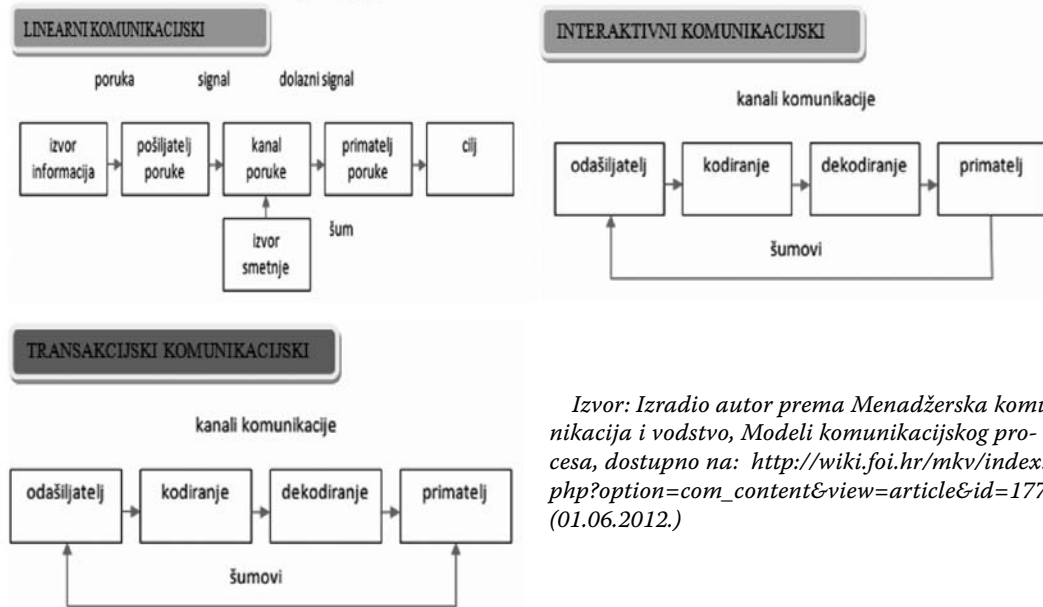 LINEARNI KOMUNIKACIJSKI
poruka signal dolazni signal
izvor
informacija
pošiljatelj
poruke
kanal
poruke
primatelj
poruke
cilj
izvor
smetnje
šum
INTERAKTIVNI KOMUNIKACIJSKI
kanali komunikacije
odašiljatelj
kodiranje
dekodiranje
primatelj
šumovi
TRANSAKCIJSKI KOMUNIKACIJSKI
kanali komunikacije
odašiljatelj
kodiranje
dekodiranje
primatelj
šumovi
Izvor: Izradio autor prema Menadžerska komu
nikacija i vodstvo, Modeli komunikacijskog pro-
cesa, dostupno na: http://wiki.foi.hr/mkv/index.
php?option=com_content&view=article&id=177
(01.06.2012.)